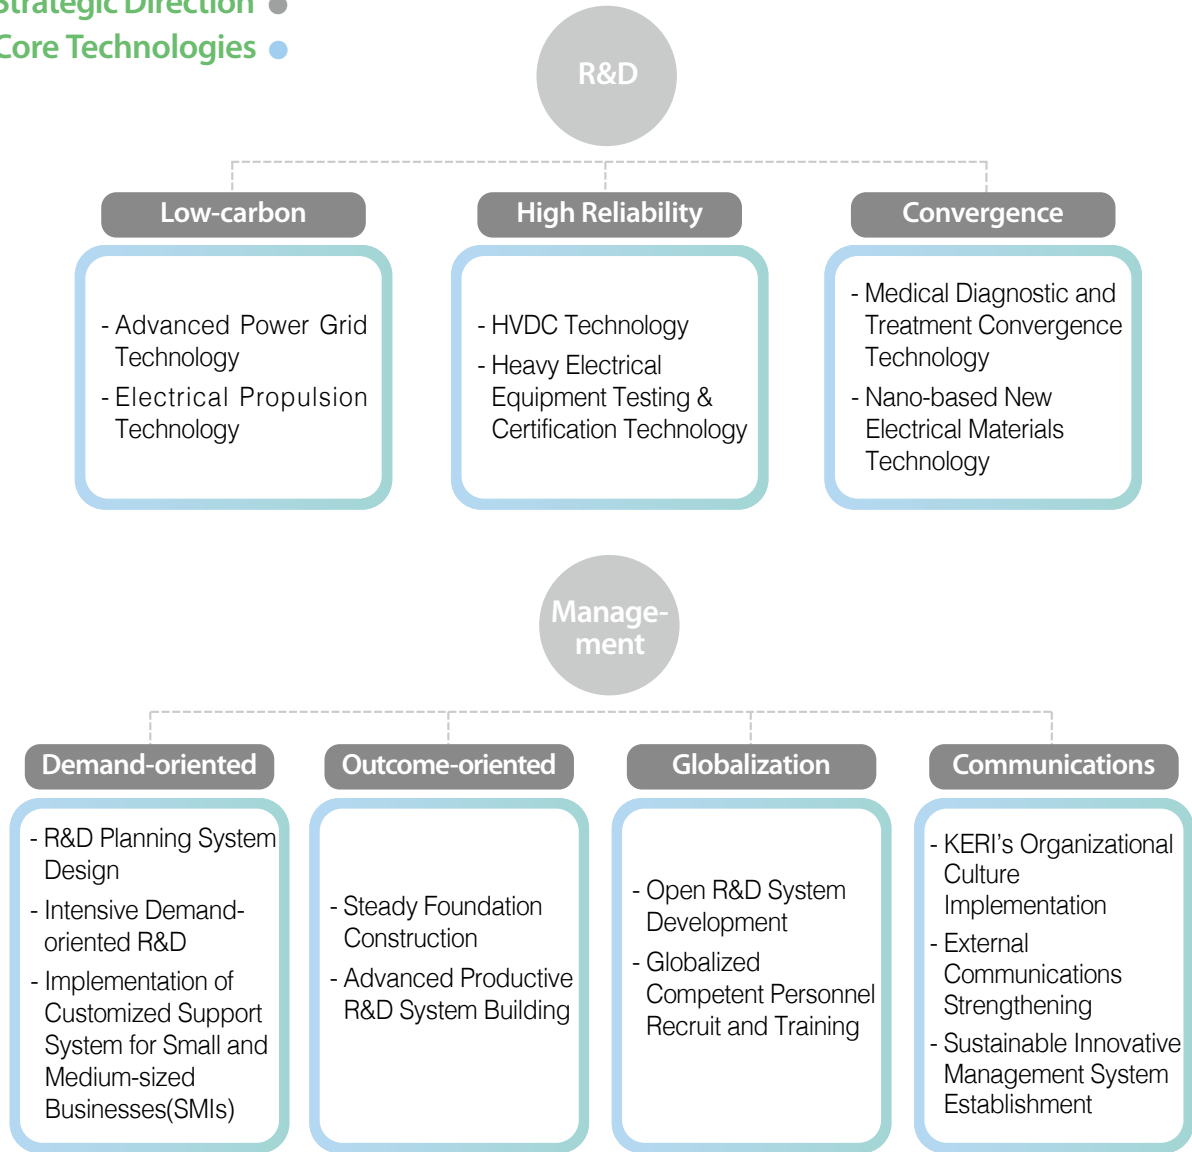 Strategic Direction
Core Technologies
R&D
Low-carbon
- Advanced Power Grid
Technology
- Electrical Propulsion
Technology
High Reliability
- HVDC Technology
- Heavy Electrical
Equipment Testing &
Certification Technology
Convergence
- Medical Diagnostic and
Treatment Convergence
Technology
- Nano-based New
Electrical Materials
Technology
Manage-
ment
Demand-oriented
- R&D Planning System
Design
- Intensive Demand-
oriented R&D
- Implementation of
Customized Support
System for Small and
Medium-sized
Businesses(SMIs)
Outcome-oriented
- Steady Foundation
Construction
- Advanced Productive
R&D System Building
Globalization
- Open R&D System
Development
- Globalized
Competent Personnel
Recruit and Training
Communications
- KERI's Organizational
Culture
Implementation
- External
Communications
Strengthening
- Sustainable Innovative
Management System
Establishment